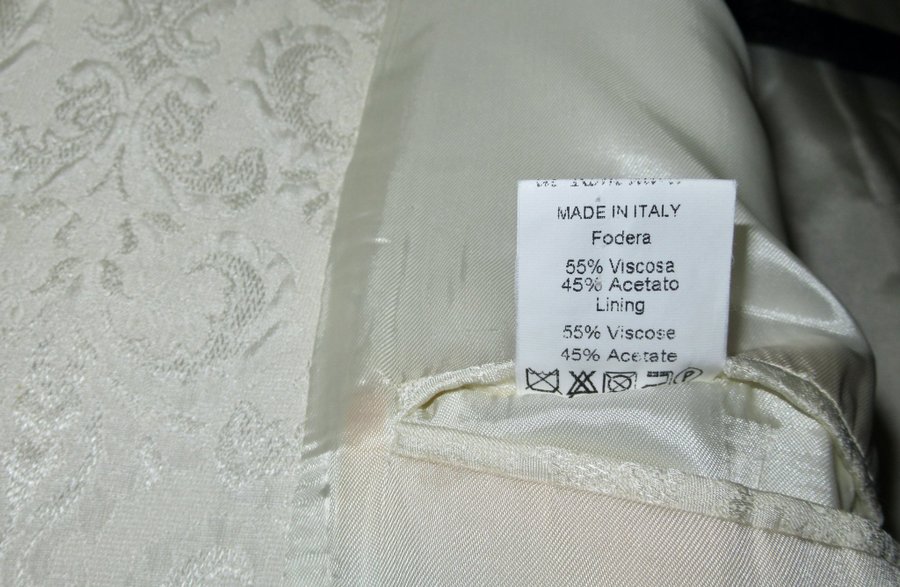 MADE IN ITALY
Fodera
55% Viscosa
45% Acetato
Lining
55% Viscose
45% Acetate
P